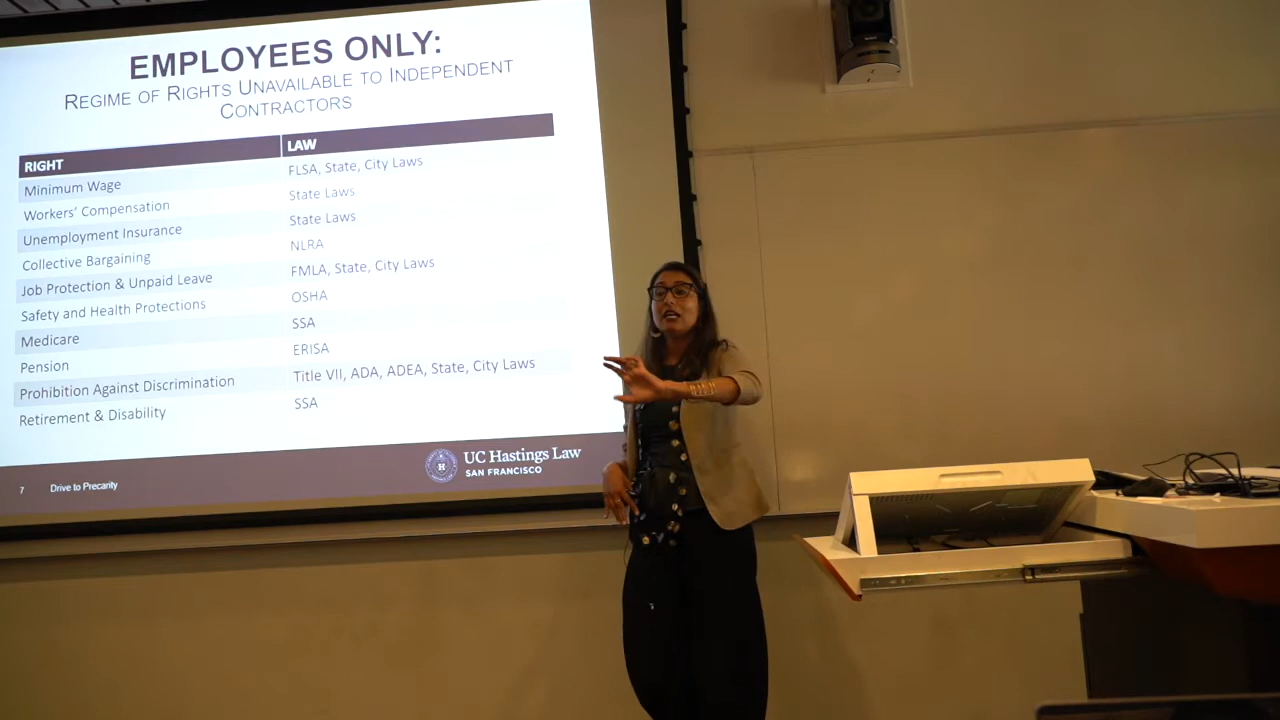 EMPLOYEES ONLY:
REGIME OF RIGHTS UNAVAILABLE TO INDEPENDENT
CONTRACTORS
RIGHT LAW
Minimum Wage FLSA, State, City Laws
Workers' Compensation State Laws
Unemployment Insurance State Laws
Collective Bargaining NLRA
Job Protection & Unpaid Leave FMLA, State, City Laws
Safety and Health Protections OSHA
Medicare SSA
Pension ERISA
Prohibition Against Discrimination Title VII, ADA, ADEA, State, City Laws
Retirement & Disability SSA
UC Hastings Law
SAN FRANCISCO
7 Drive to Precarity